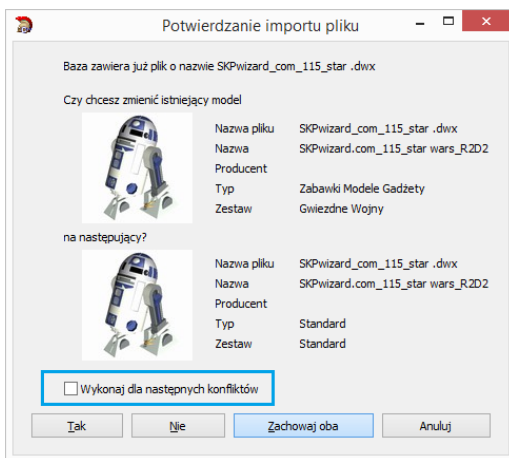 Potwierdzanie importu pliku
Baza zawiera już plik o nazwie SKPwizard_com_115_star .dwx
Czy chcesz zmienić istniejący model
Nazwa pliku SKPwizard_com_115_star .dwx
Nazwa SKPwizard.com_115_star wars_R2D2
Producent
Typ Zabawki Modele Gadżety
Zestaw Gwiezdne Wojny
na następujący?
Nazwa pliku SKPwizard_com_115_star .dwx
Nazwa SKPwizard.com_115_star wars_R2D2
Producent
Typ Standard
Zestaw Standard
Wykonaj dla następnych konfliktów
Tak Nie Zachowaj oba Anuluj